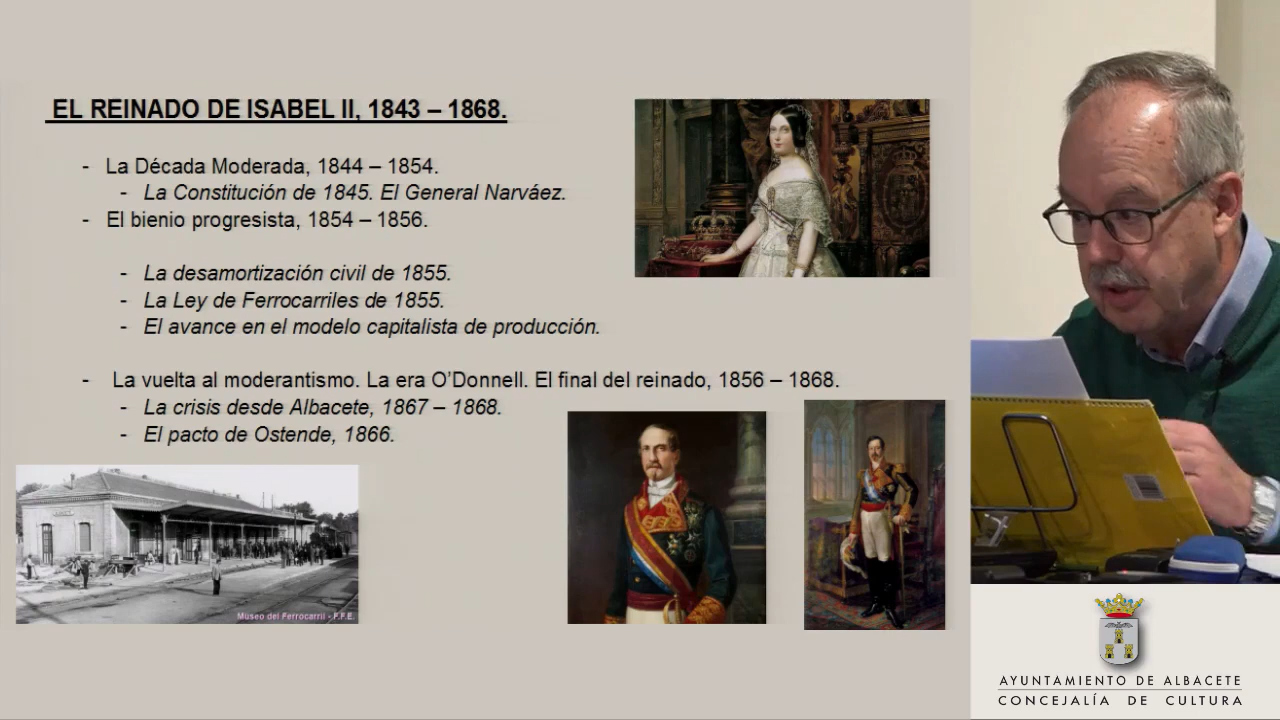 EL REINADO DE ISABEL II, 1843 – 1868.
- La Década Moderada, 1844 – 1854.
- La Constitución de 1845. El General Narváez.
- El bienio progresista, 1854 – 1856.
- La desamortización civil de 1855.
- La Ley de Ferrocarriles de 1855.
- El avance en el modelo capitalista de producción.
- La vuelta al moderantismo. La era O'Donnell. El final del reinado, 1856 – 1868.
- La crisis desde Albacete, 1867 – 1868.
- El pacto de Ostende, 1866.
Museo del Ferrocarril - F.F.E.
AYUNTAMIENTO DE ALBACETE
CONCEJALÍA DE CULTURA